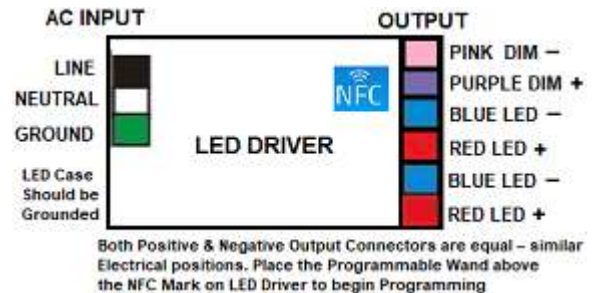 AC INPUT
OUTPUT
LINE
NEUTRAL
GROUND
LED Case
Should be
Grounded
NFC
LED DRIVER
PINK DIM −
PURPLE DIM +
BLUE LED −
RED LED +
BLUE LED −
RED LED +
Both Positive & Negative Output Connectors are equal – similar
Electrical positions. Place the Programmable Wand above
the NFC Mark on LED Driver to begin Programming